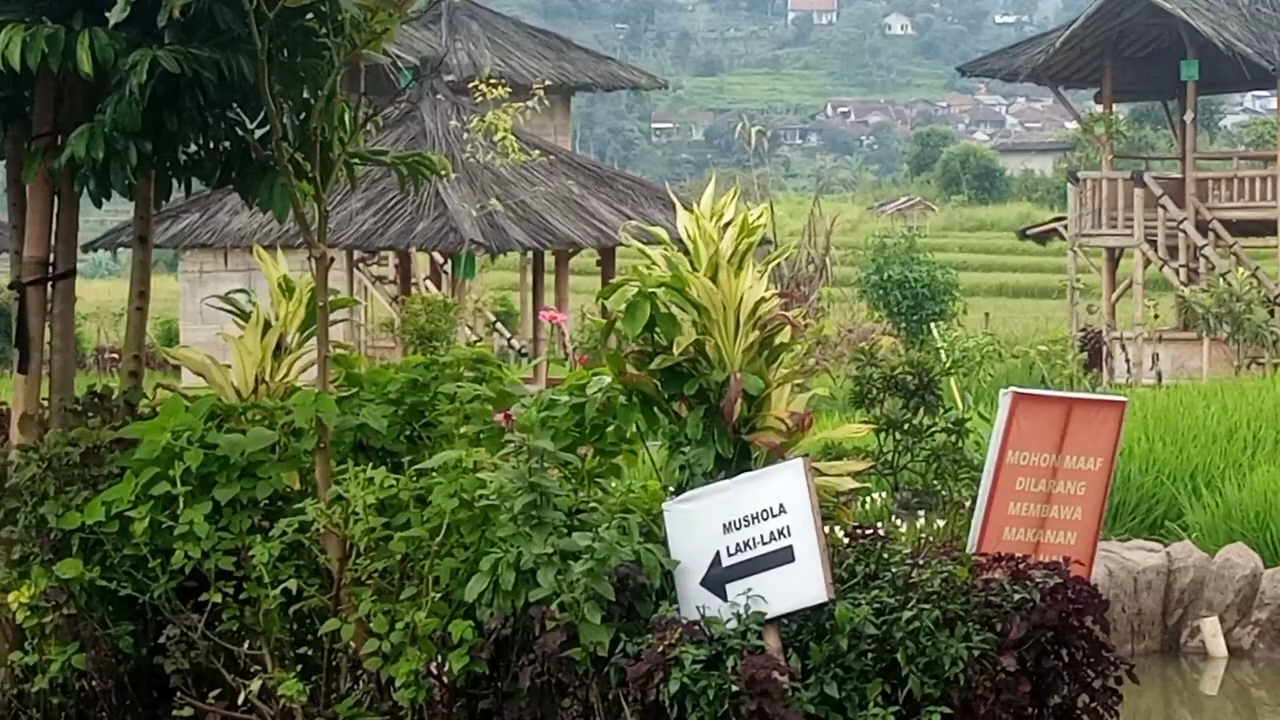 MUSHOLA
LAKI-LAKI
MOHON MAAF
DILARANG
MEMBAWA
MAKANAN